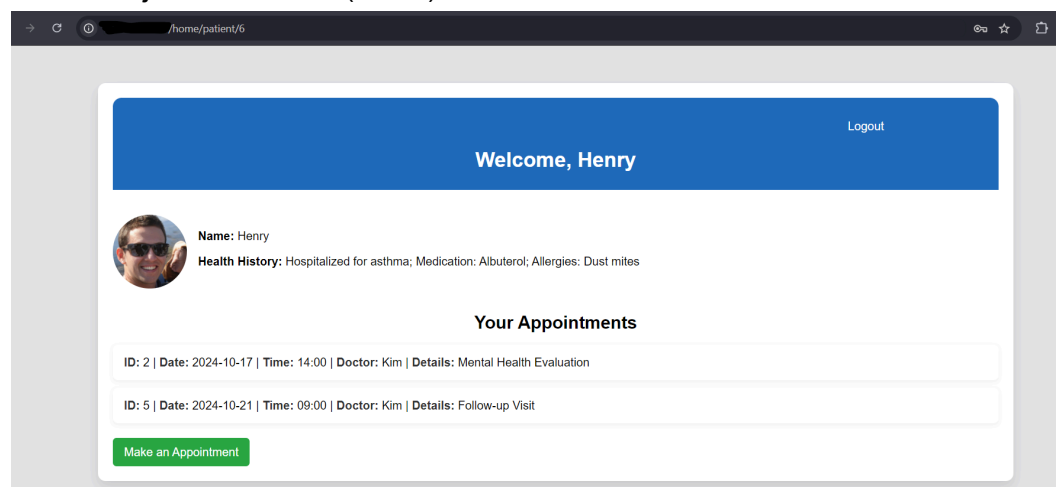 /home/patient/6
Logout
Welcome, Henry
Name: Henry
Health History: Hospitalized for asthma; Medication: Albuterol; Allergies: Dust mites
Your Appointments
ID: 2 | Date: 2024-10-17 | Time: 14:00 | Doctor: Kim | Details: Mental Health Evaluation
ID: 5 | Date: 2024-10-21 | Time: 09:00 | Doctor: Kim | Details: Follow-up Visit
Make an Appointment